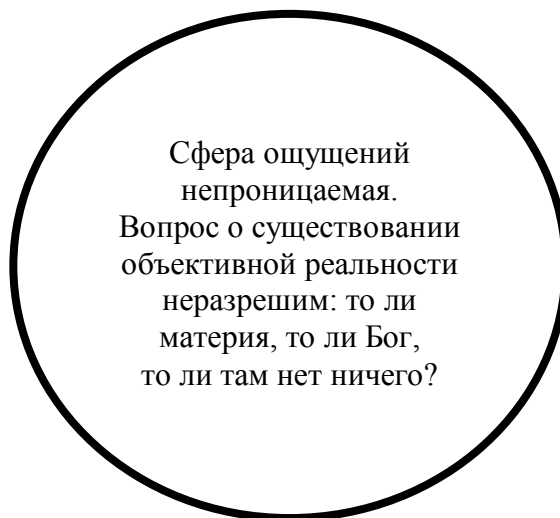 Сфера ощущений
непроницаемая.
Вопрос о существовании
объективной реальности
неразрешим: то ли
материя, то ли Бог,
то ли там нет ничего?